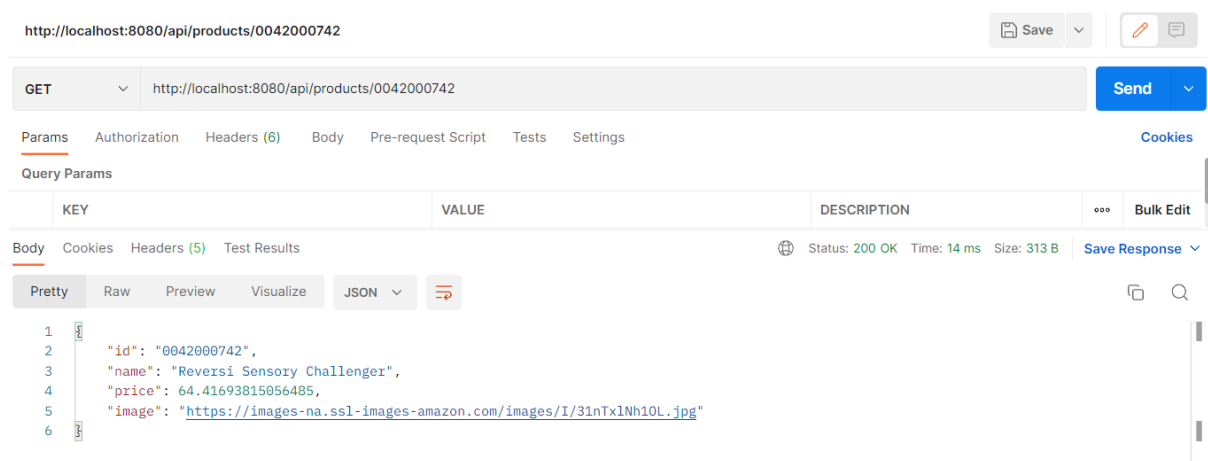 http://localhost:8080/api/products/0042000742 Save
GET http://localhost:8080/api/products/0042000742 Send
Params Authorization Headers (6) Body Pre-request Script Tests Settings Cookies
Query Params
KEY VALUE DESCRIPTION ooo Bulk Edit
Body Cookies Headers (5) Test Results Status: 200 OK Time: 14 ms Size: 313 B Save Response
Pretty Raw Preview Visualize JSON
1 {
2 "id": "0042000742",
3 "name": "Reversi Sensory Challenger",
4 "price": 64.41693815056485,
5 "image": "https://images-na.ssl-images-amazon.com/images/I/31nTxlNh1OL.jpg"
6 }